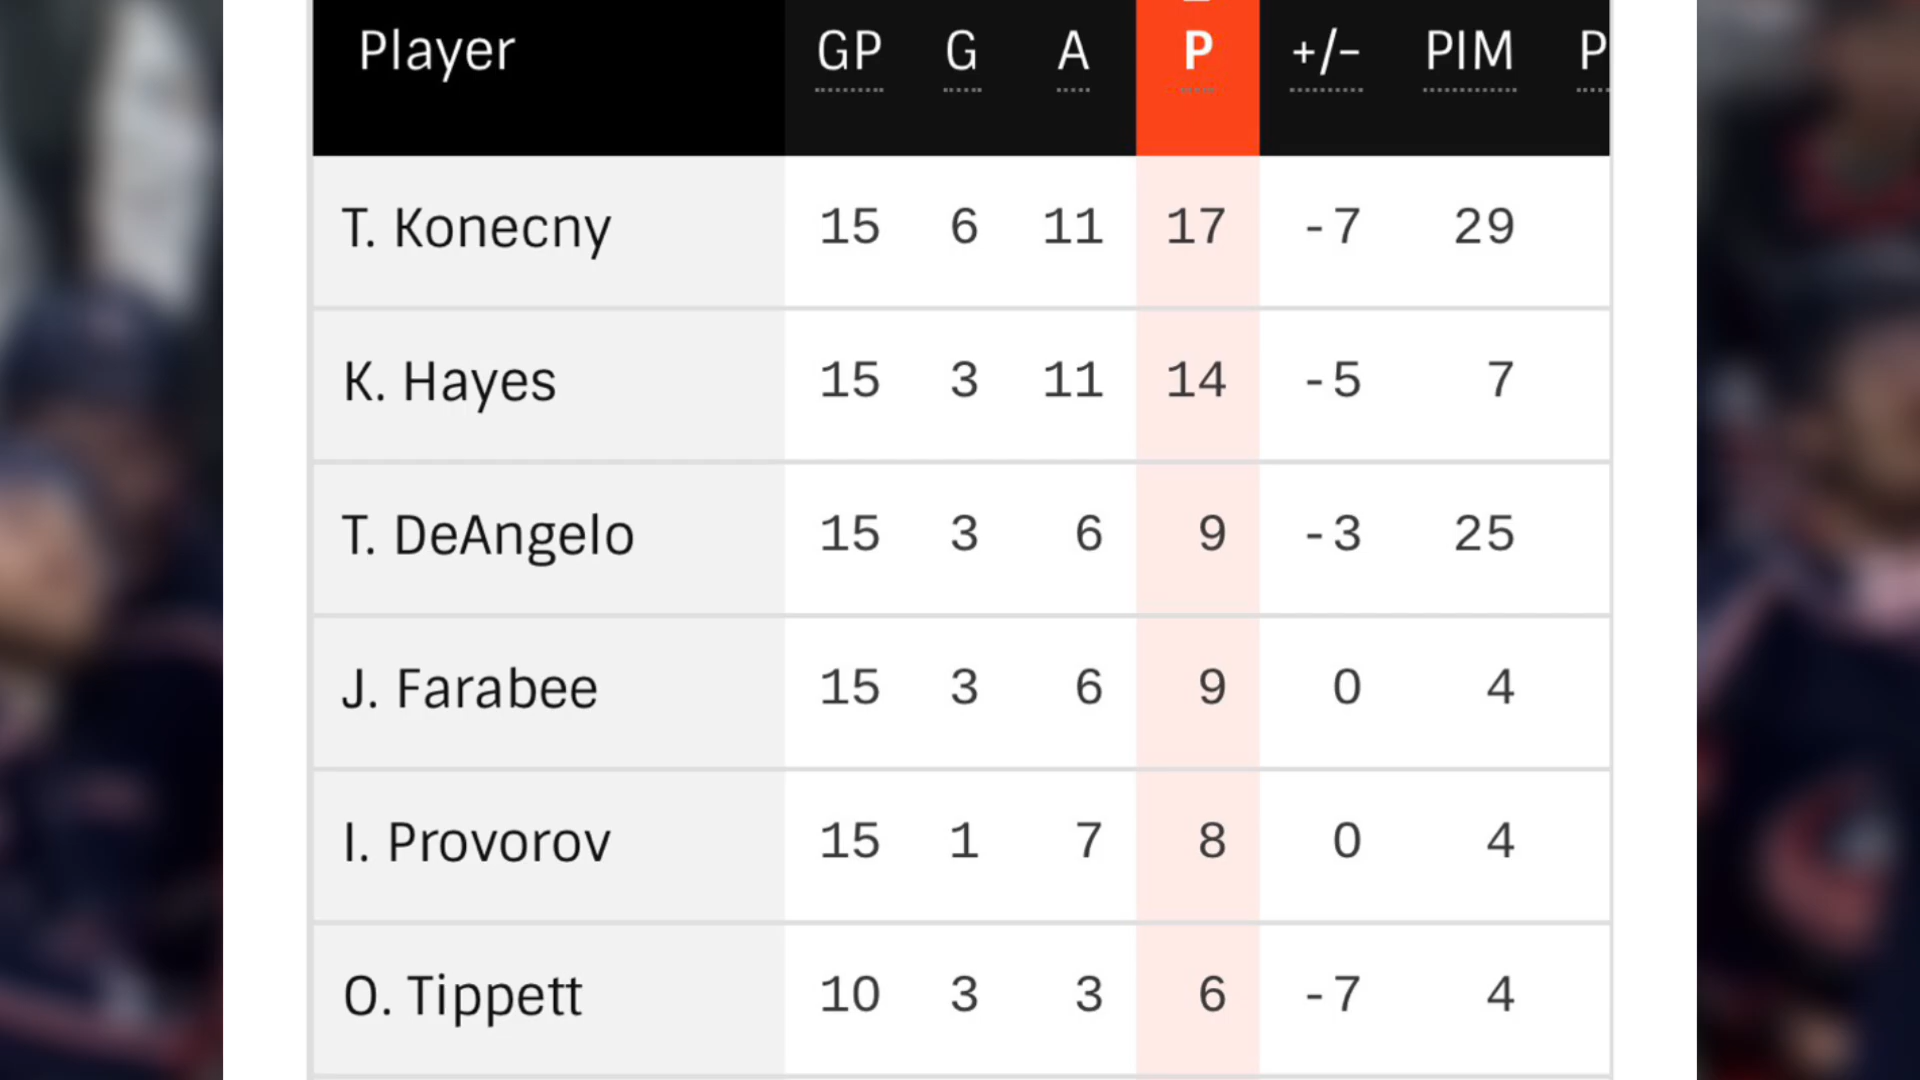 Player GP G A P +/- PIM P
T. Konecny 15 6 11 17 -7 29
K. Hayes 15 3 11 14 -5 7
T. DeAngelo 15 3 6 9 -3 25
J. Farabee 15 3 6 9 0 4
I. Provorov 15 1 7 8 0 4
O. Tippett 10 3 3 6 -7 4